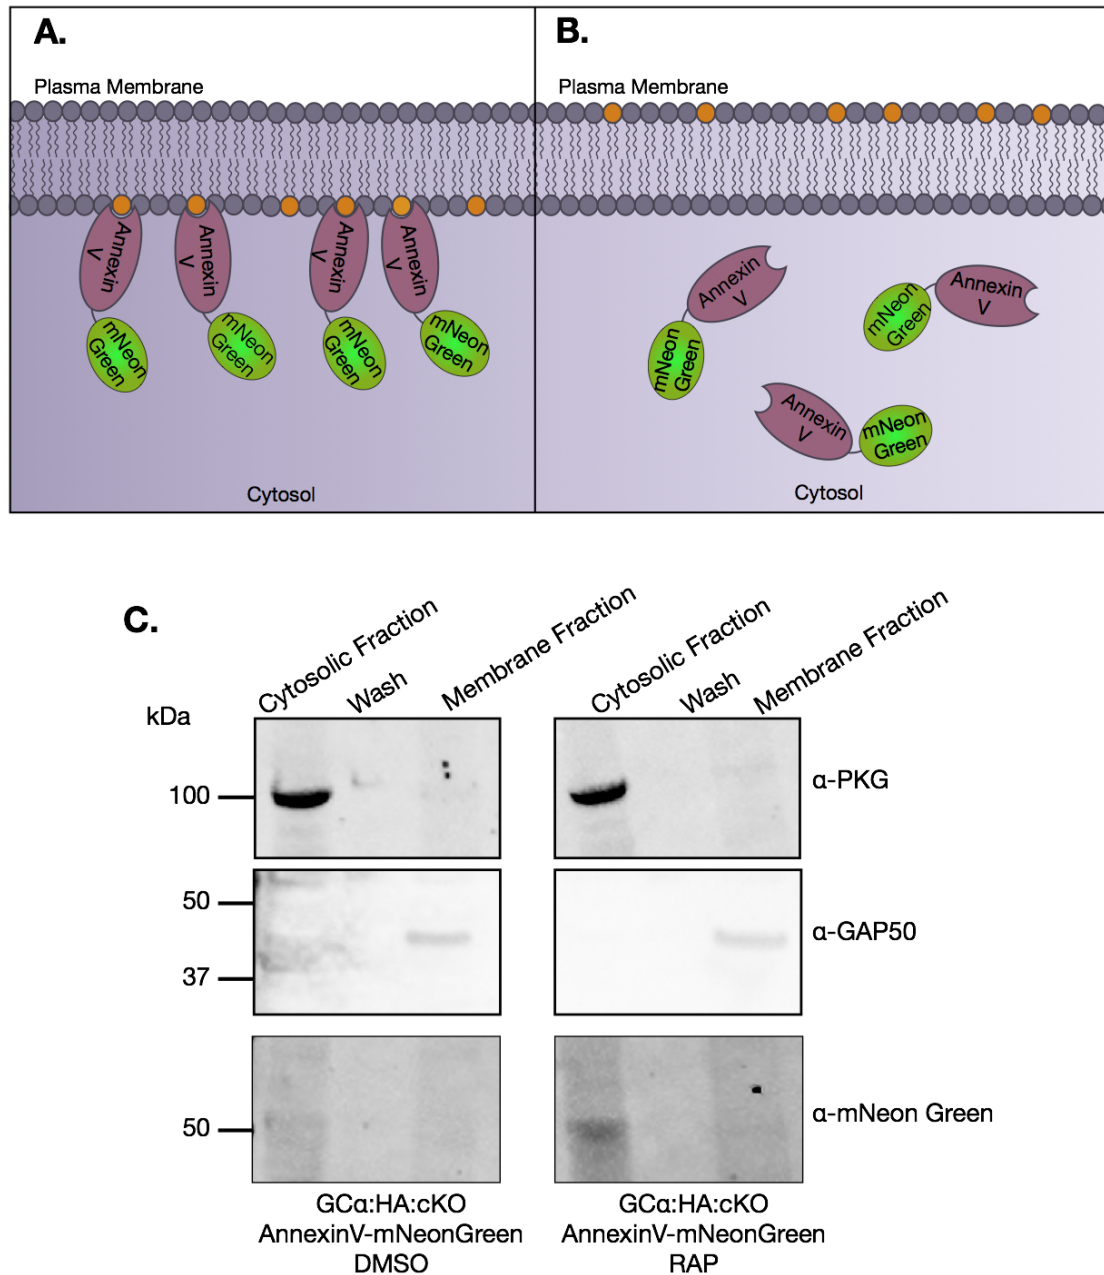 A.
B.
Plasma Membrane
Plasma Membrane
Annexin
V
Annexin
V
Annexin
V
Annexin
V
mNeon
Green
mNeon
Green
mNeon
Green
mNeon
Green
Cytosol
Annexin
V
mNeon
Green
Annexin
V
mNeon
Green
Annexin
V
mNeon
Green
Cytosol
C.
Cytosolic Fraction
Wash
Membrane Fraction
Cytosolic Fraction
Wash
Membrane Fraction
kDa
100
α-PKG
50
37
α-GAP50
50
α-mNeon Green
GCα:HA:cKO
AnnexinV-mNeonGreen
DMSO
GCα:HA:cKO
AnnexinV-mNeonGreen
RAP